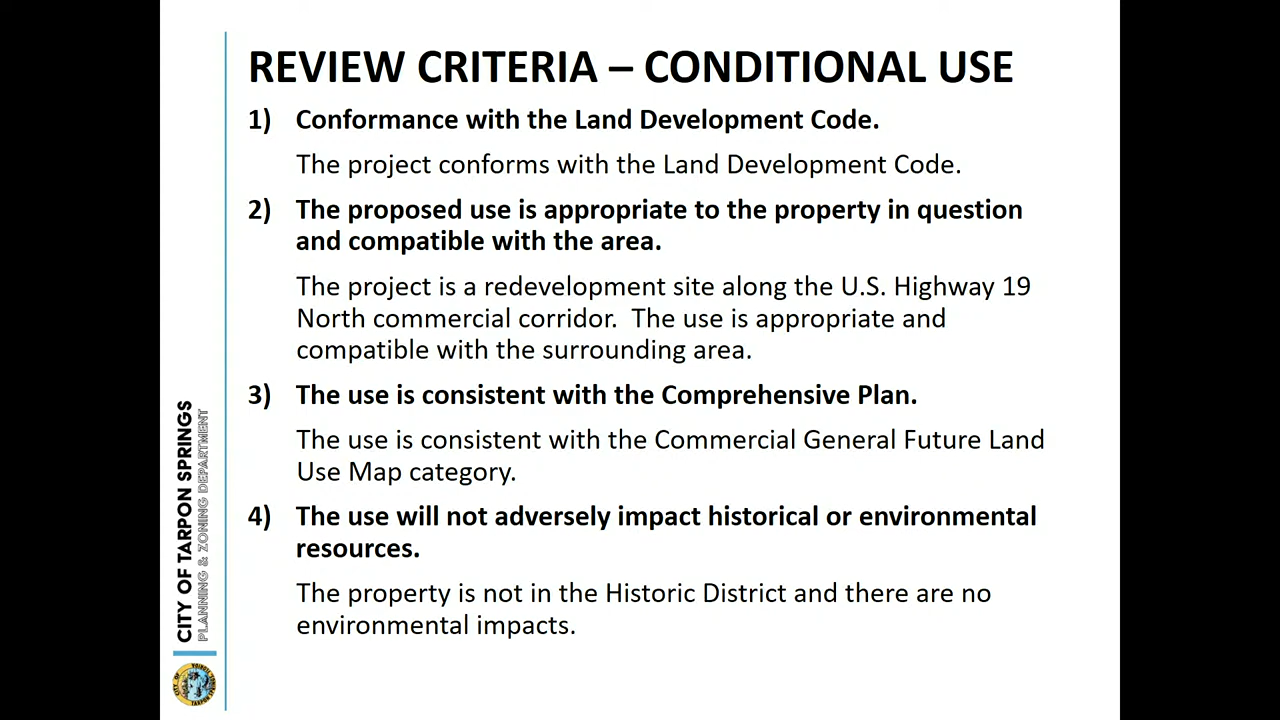 REVIEW CRITERIA – CONDITIONAL USE
1) Conformance with the Land Development Code.
The project conforms with the Land Development Code.
2) The proposed use is appropriate to the property in question
and compatible with the area.
The project is a redevelopment site along the U.S. Highway 19
North commercial corridor.  The use is appropriate and
compatible with the surrounding area.
3) The use is consistent with the Comprehensive Plan.
The use is consistent with the Commercial General Future Land
Use Map category.
4) The use will not adversely impact historical or environmental
resources.
The property is not in the Historic District and there are no
environmental impacts.
CITY OF TARPON SPRINGS
PLANNING & ZONING DEPARTMENT
CITY OF